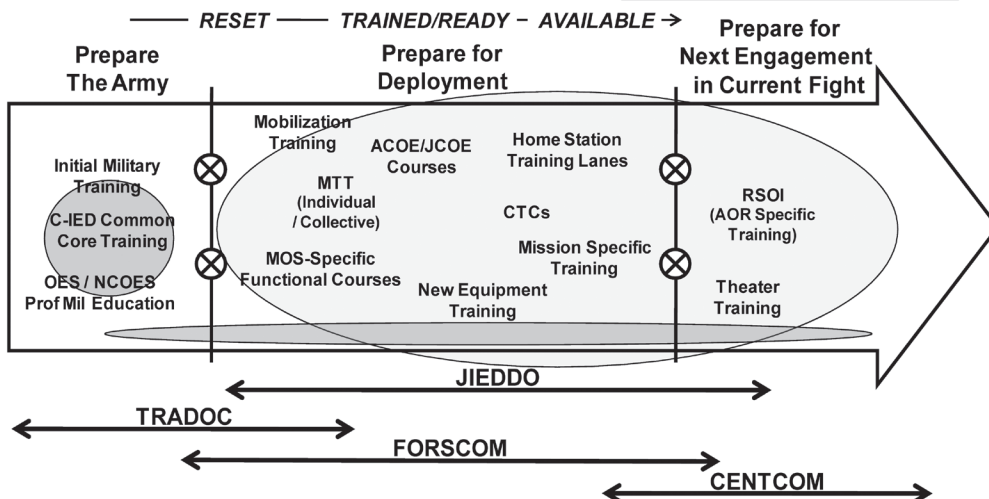 RESET — TRAINED/READY – AVAILABLE
Prepare
The Army
Prepare for
Deployment
Prepare for
Next Engagement
in Current Fight
Initial Military
Training
C-IED Common
Core Training
OES / NCOES
Prof Mil Education
Mobilization
Training
MTT
(Individual
/ Collective)
MOS-Specific
Functional Courses
ACOE/JCOE
Courses
Home Station
Training Lanes
CTCs
Mission Specific
Training
New Equipment
Training
RSOI
(AOR Specific
Training)
Theater
Training
JIEDDO
TRADOC
FORSCOM
CENTCOM